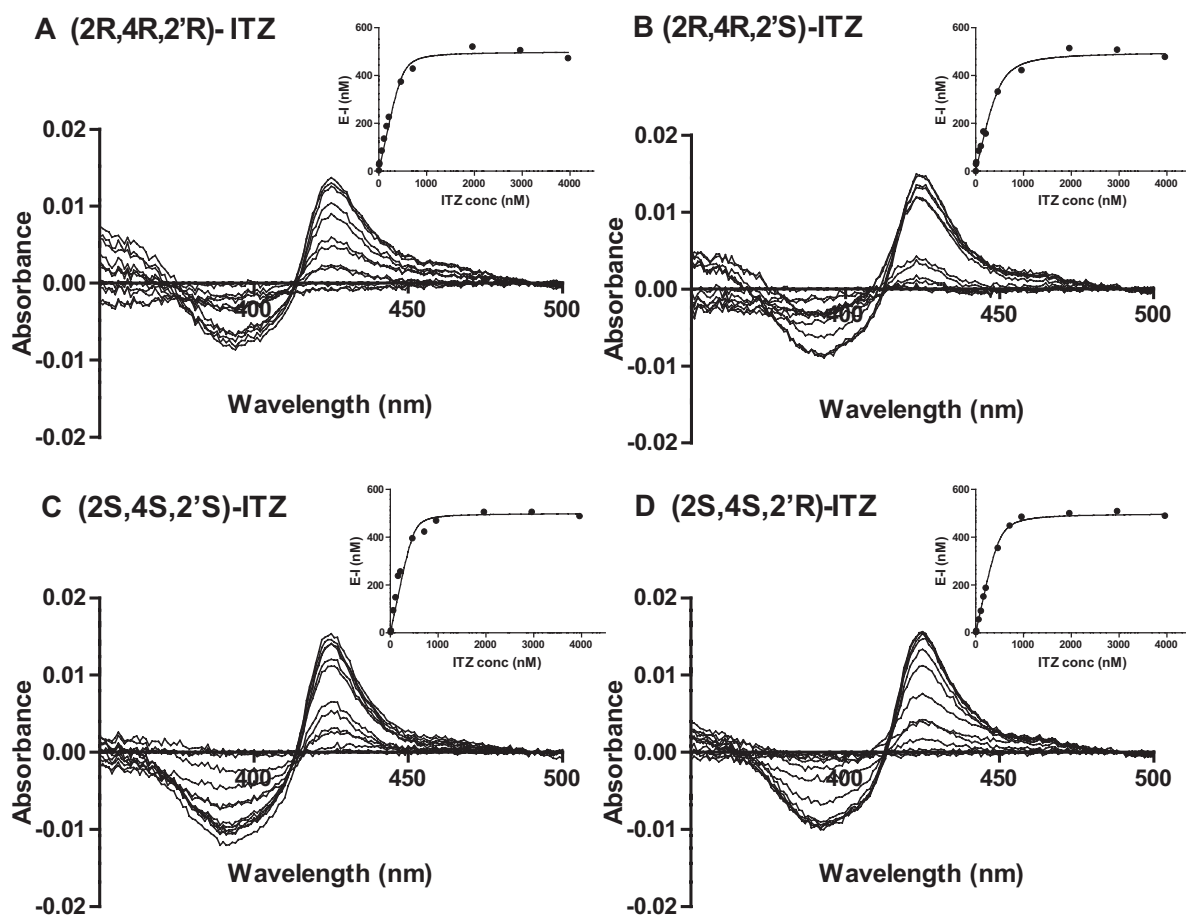 A (2R,4R,2'R)- ITZ
600
400
200
0
E-I (nM)
0 1000 2000 3000 4000
ITZ conc (nM)
0.02
0.01
0.00
-0.01
-0.02
Absorbance
400 450 500
Wavelength (nm)
B (2R,4R,2'S)-ITZ
600
400
200
0
E-I (nM)
0 1000 2000 3000 4000
ITZ conc (nM)
0.02
0.01
0.00
-0.01
-0.02
Absorbance
400 450 500
Wavelength (nm)
C (2S,4S,2'S)-ITZ
600
400
200
0
E-I (nM)
0 1000 2000 3000 4000
ITZ conc (nM)
0.02
0.01
0.00
-0.01
-0.02
Absorbance
400 450 500
Wavelength (nm)
D (2S,4S,2'R)-ITZ
600
400
200
0
E-I (nM)
0 1000 2000 3000 4000
ITZ conc (nM)
0.02
0.01
0.00
-0.01
-0.02
Absorbance
400 450 500
Wavelength (nm)